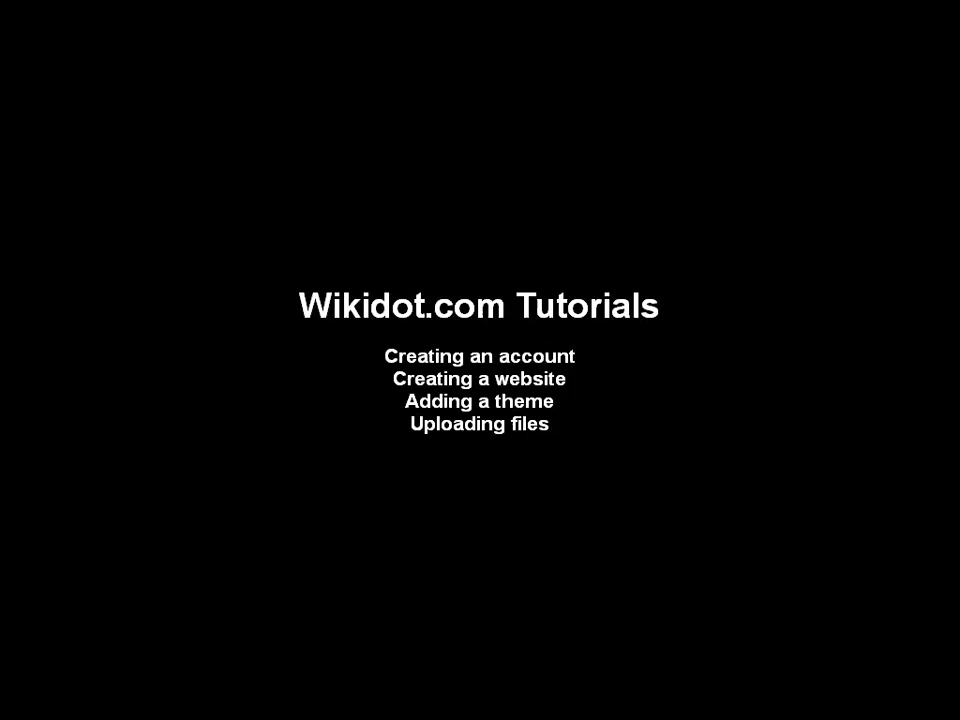 Wikidot.com Tutorials
Creating an account
Creating a website
Adding a theme
Uploading files